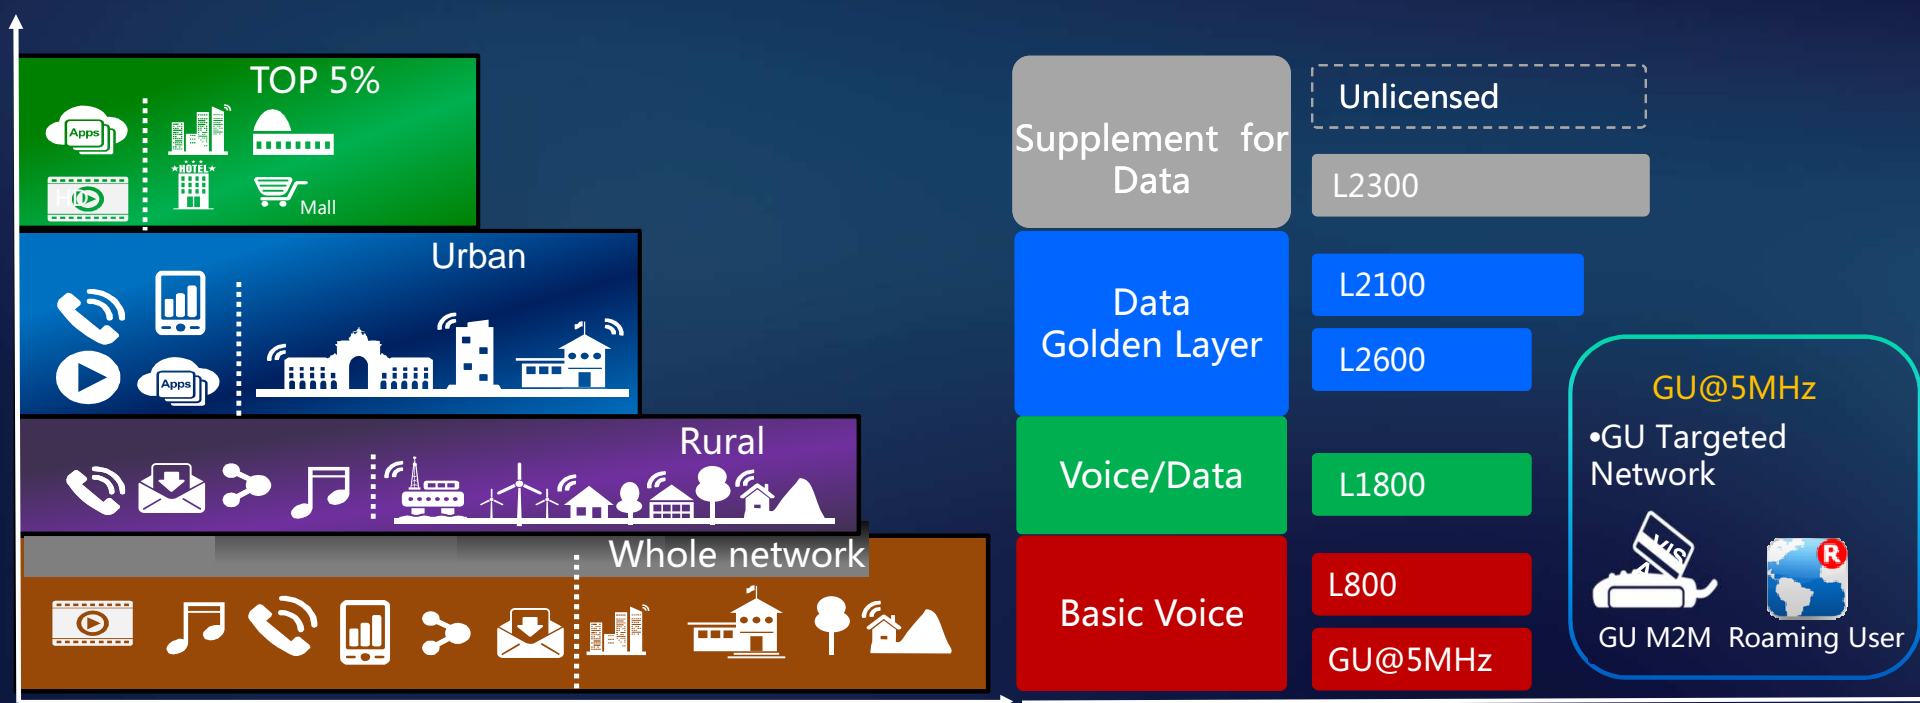 TOP 5%
Apps
HOTEL
HD
Mall
Urban
Apps
Rural
Whole network
Supplement for
Data
Unlicensed
L2300
Data
Golden Layer
L2100
L2600
Voice/Data
L1800
Basic Voice
L800
GU@5MHz
GU@5MHz
•GU Targeted
Network
VIS
A
R
GU M2M
Roaming User